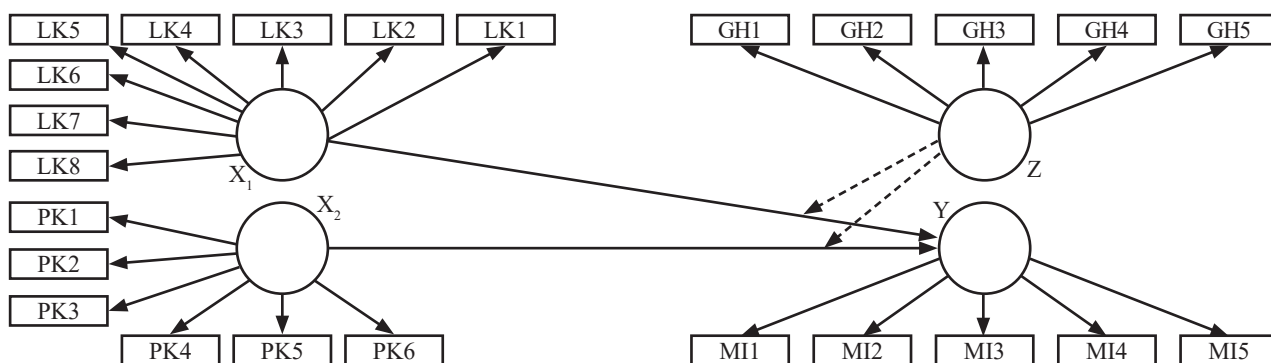 LK5 LK4 LK3 LK2 LK1 GH1 GH2 GH3 GH4 GH5
LK6
LK7
LK8
X₁
Z
PK1
X₂
Y
PK2
PK3
PK4 PK5 PK6 MI1 MI2 MI3 MI4 MI5